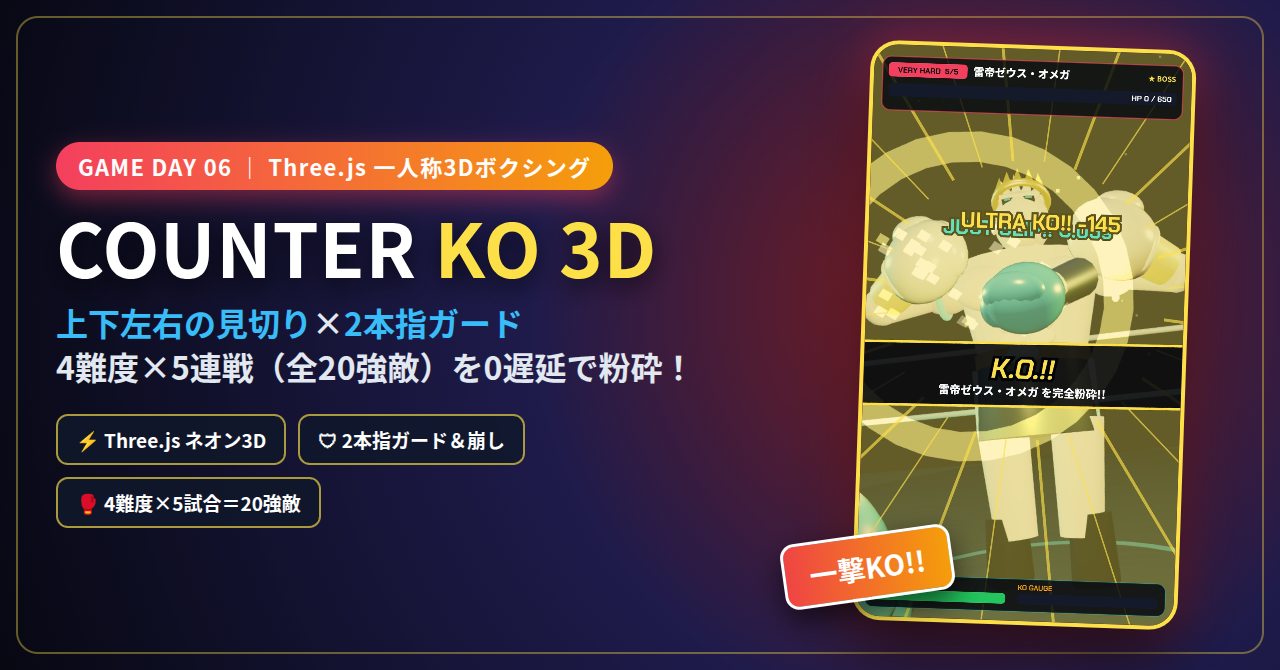 GAME DAY 06 | Three.js 一人称3Dボクシング
COUNTER KO 3D
上下左右の見切り×2本指ガード
4難度×5連戦（全20強敵）を0遅延で粉砕！
⚡ Three.js ネオン3D
🛡 2本指ガード＆崩し
🥊 4難度×5試合＝20強敵
VERY HARD 5/5
雷帝ゼウス・オメガ
★ BOSS
HP 0 / 650
ULTRA KO!! -145
K.O.!!
雷帝ゼウス・オメガ を完全粉砕!!
一撃KO!!
KO GAUGE